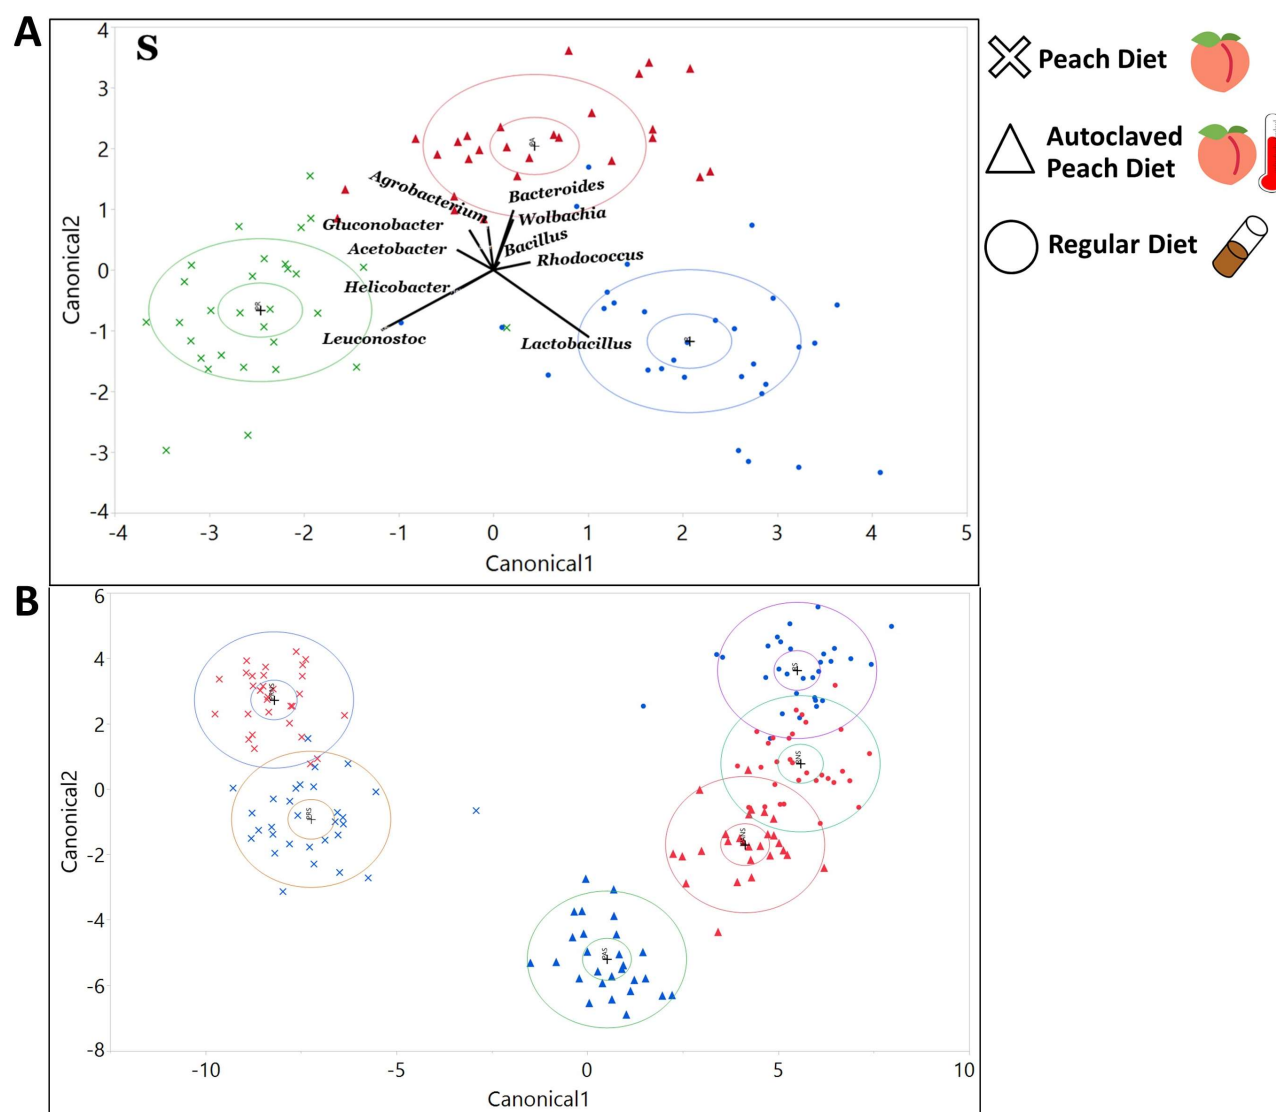 A
S
4
3
2
1
0
-1
-2
-3
-4
Canonical2
Agrobacterium
Bacteroides
Wolbachia
Gluconobacter
Bacillus
Acetobacter
Rhodococcus
Helicobacter
Leuconostoc
Lactobacillus
-4 -3 -2 -1 0 1 2 3 4 5
Canonical1
Peach Diet
Autoclaved
Peach Diet
Regular Diet
B
6
4
2
0
-2
-4
-6
-8
Canonical2
-10 -5 0 5 10
Canonical1